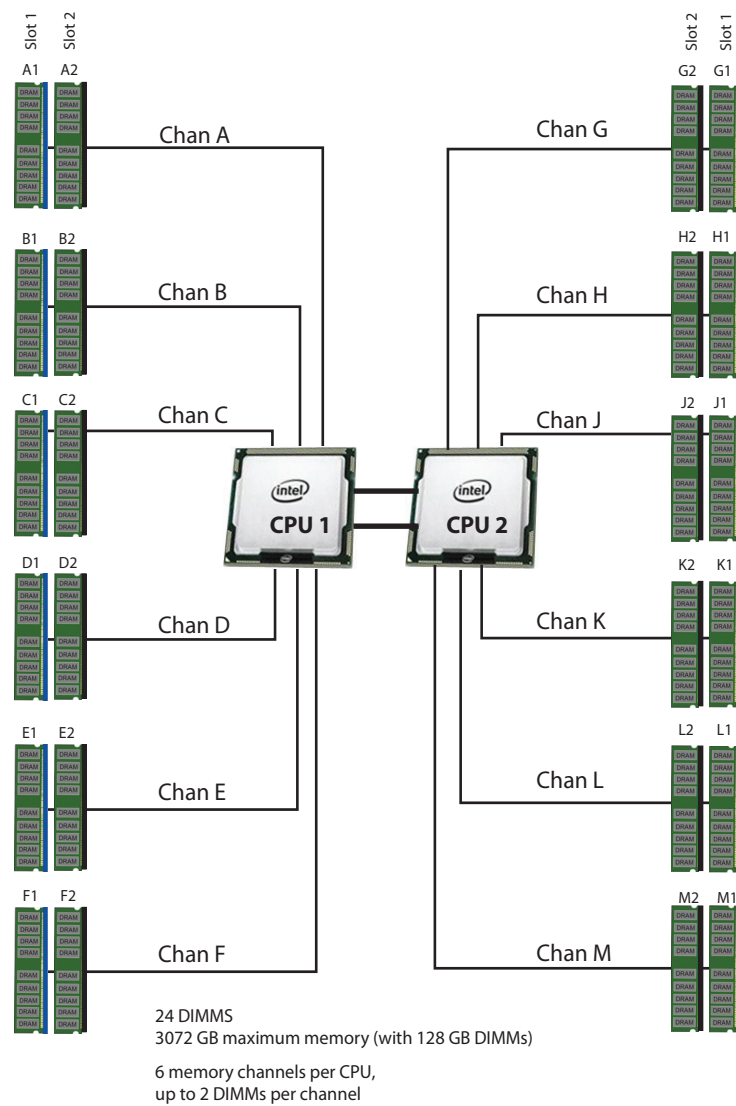 Slot 1
Slot 2
Slot 2
Slot 1
A1 A2
G2 G1
Chan A
Chan G
B1 B2
H2 H1
Chan B
Chan H
C1 C2
J2 J1
Chan C
Chan J
intel
CPU 1
intel
CPU 2
D1 D2
K2 K1
Chan D
Chan K
E1 E2
L2 L1
Chan E
Chan L
F1 F2
M2 M1
Chan F
Chan M
DRAM
24 DIMMS
3072 GB maximum memory (with 128 GB DIMMs)
6 memory channels per CPU,
up to 2 DIMMs per channel